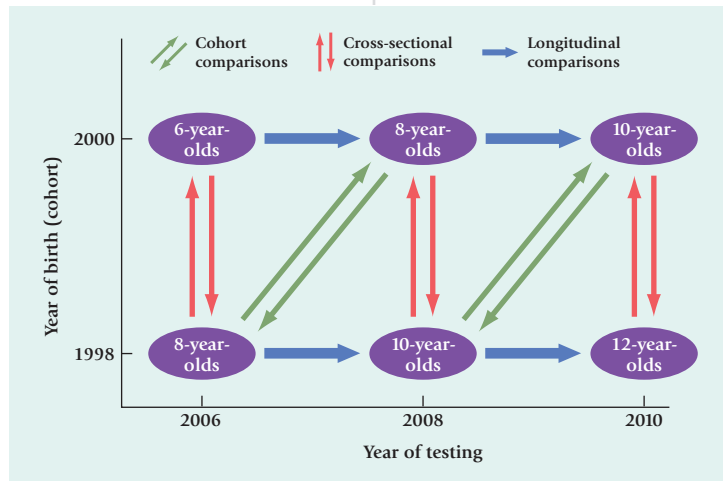 Cohort
comparisons
Cross-sectional
comparisons
Longitudinal
comparisons
Year of birth (cohort)
2000
6-year-
olds
8-year-
olds
10-year-
olds
1998
8-year-
olds
10-year-
olds
12-year-
olds
2006
2008
2010
Year of testing